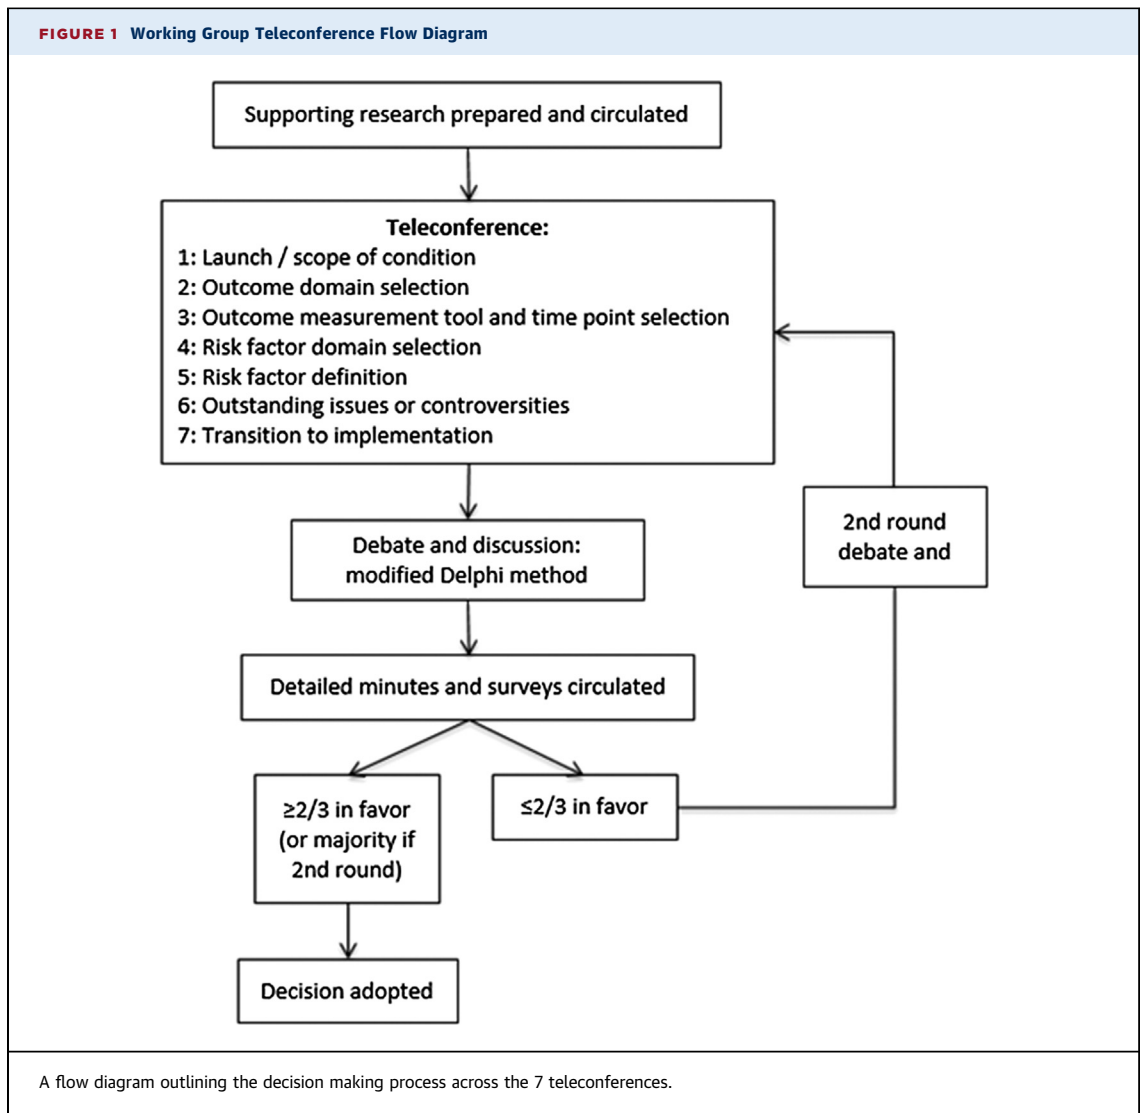 FIGURE 1 Working Group Teleconference Flow Diagram
Supporting research prepared and circulated
Teleconference:
1: Launch / scope of condition
2: Outcome domain selection
3: Outcome measurement tool and time point selection
4: Risk factor domain selection
5: Risk factor definition
6: Outstanding issues or controversities
7: Transition to implementation
2nd round
debate and
Debate and discussion:
modified Delphi method
Detailed minutes and surveys circulated
≥2/3 in favor
(or majority if
2nd round)
≤2/3 in favor
Decision adopted
A flow diagram outlining the decision making process across the 7 teleconferences.